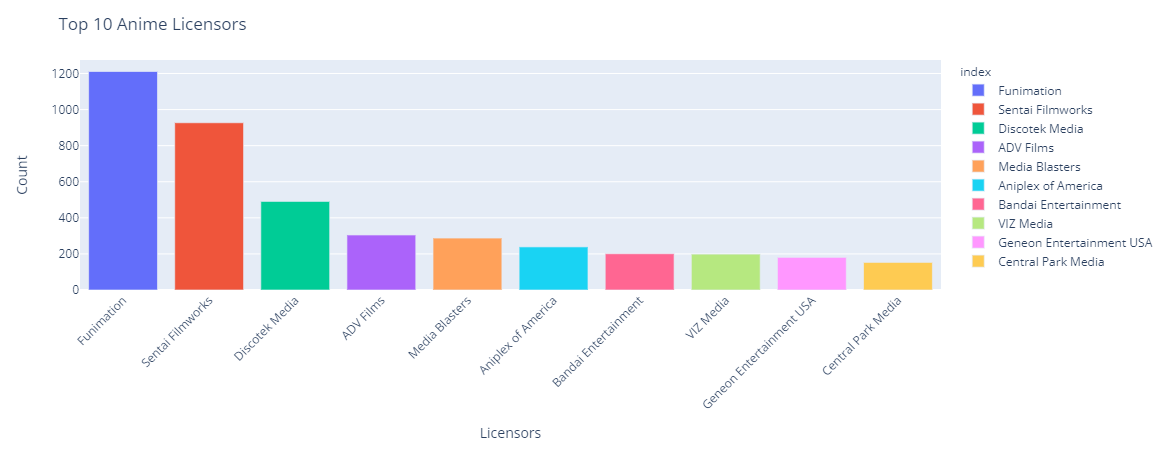 Top 10 Anime Licensors
Count
1200
1000
800
600
400
200
0
Funimation
Sentai Filmworks
Discotek Media
ADV Films
Media Blasters
Aniplex of America
Bandai Entertainment
VIZ Media
Geneon Entertainment USA
Central Park Media
Licensors
index
Funimation
Sentai Filmworks
Discotek Media
ADV Films
Media Blasters
Aniplex of America
Bandai Entertainment
VIZ Media
Geneon Entertainment USA
Central Park Media